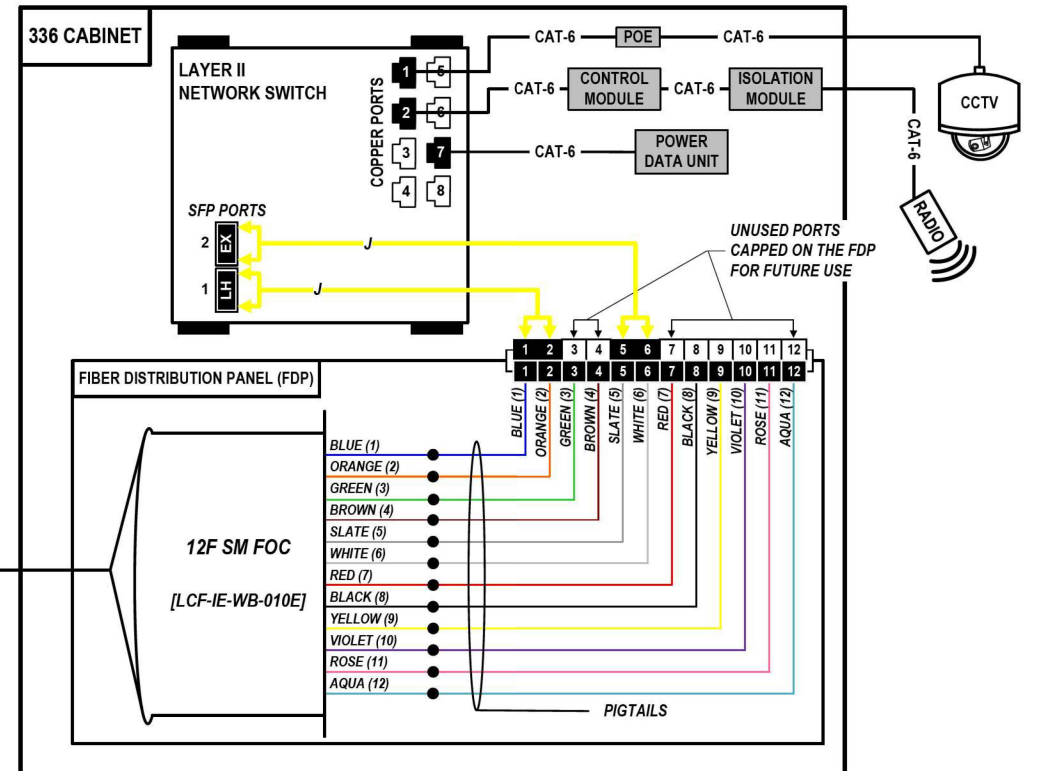 336 CABINET
LAYER II
NETWORK SWITCH
COPPER PORTS
1
5
2
6
3
7
4
8
CAT-6
POE
CAT-6
CAT-6
CONTROL
MODULE
CAT-6
ISOLATION
MODULE
CAT-6
POWER
DATA UNIT
CCTV
CAT-6
RADIO
SFP PORTS
2
EX
1
LH
J
J
UNUSED PORTS
CAPPED ON THE FDP
FOR FUTURE USE
1 2 3 4 5 6 7 8 9 10 11 12
1 2 3 4 5 6 7 8 9 10 11 12
BLUE (1)
ORANGE (2)
GREEN (3)
BROWN (4)
SLATE (5)
WHITE (6)
RED (7)
BLACK (8)
YELLOW (9)
VIOLET (10)
ROSE (11)
AQUA (12)
FIBER DISTRIBUTION PANEL (FDP)
12F SM FOC
[LCF-IE-WB-010E]
BLUE (1)
ORANGE (2)
GREEN (3)
BROWN (4)
SLATE (5)
WHITE (6)
RED (7)
BLACK (8)
YELLOW (9)
VIOLET (10)
ROSE (11)
AQUA (12)
PIGTAILS